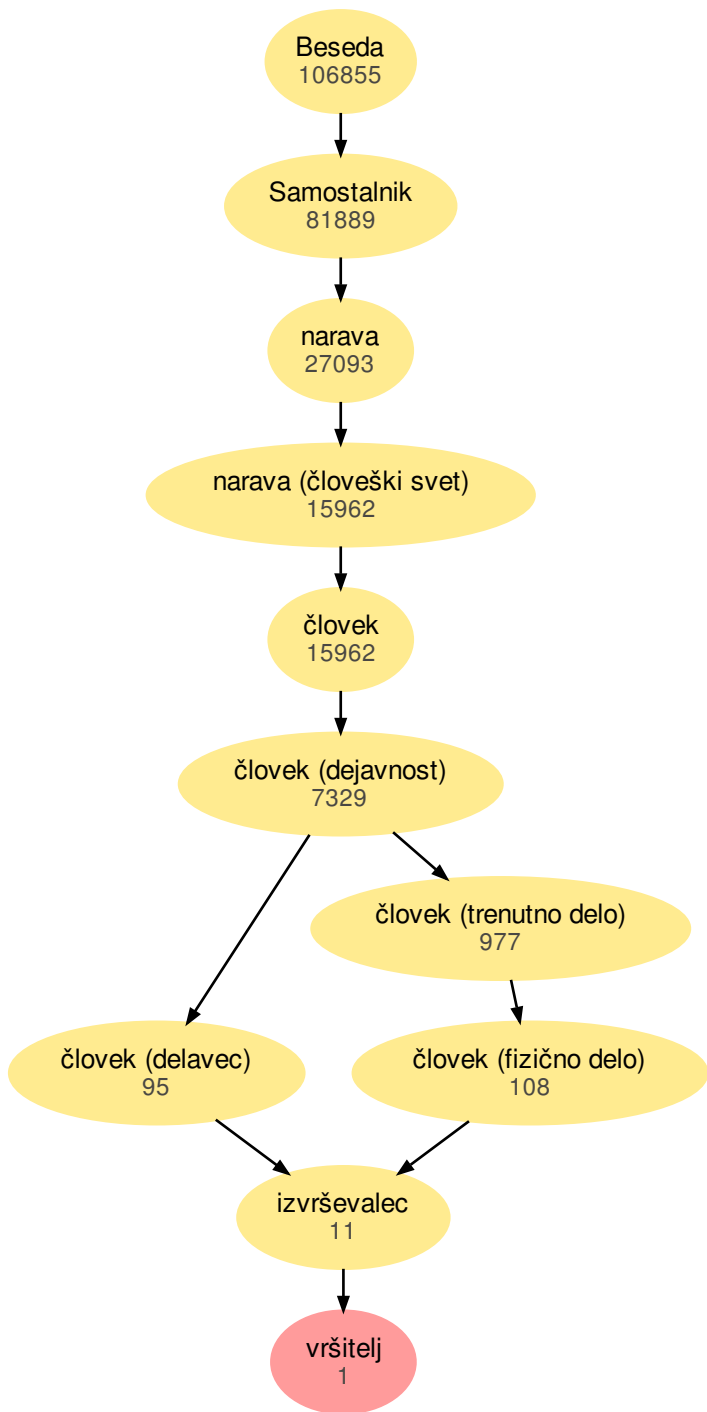 Beseda
106855
Samostalnik
81889
narava
27093
narava (človeški svet)
15962
človek
15962
človek (dejavnost)
7329
človek (trenutno delo)
977
človek (delavec)
95
človek (fizično delo)
108
izvrševalec
11
vršitelj
1